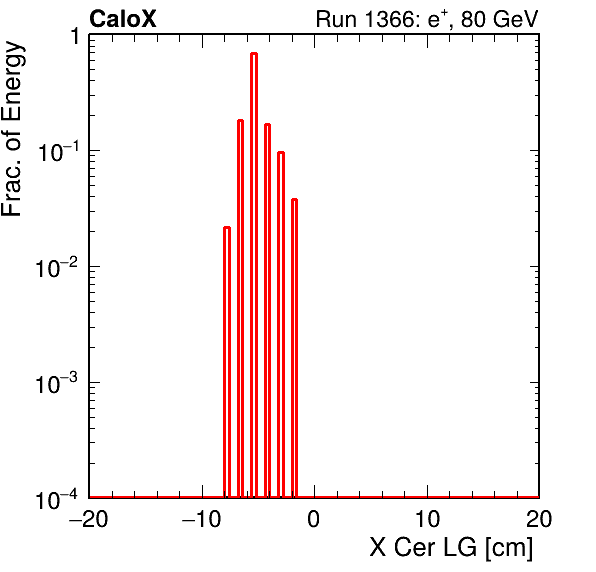 CaloX Run 1366: e⁺, 80 GeV
Frac. of Energy
1
10⁻¹
10⁻²
10⁻³
10⁻⁴
−20 −10 0 10 20
X Cer LG [cm]